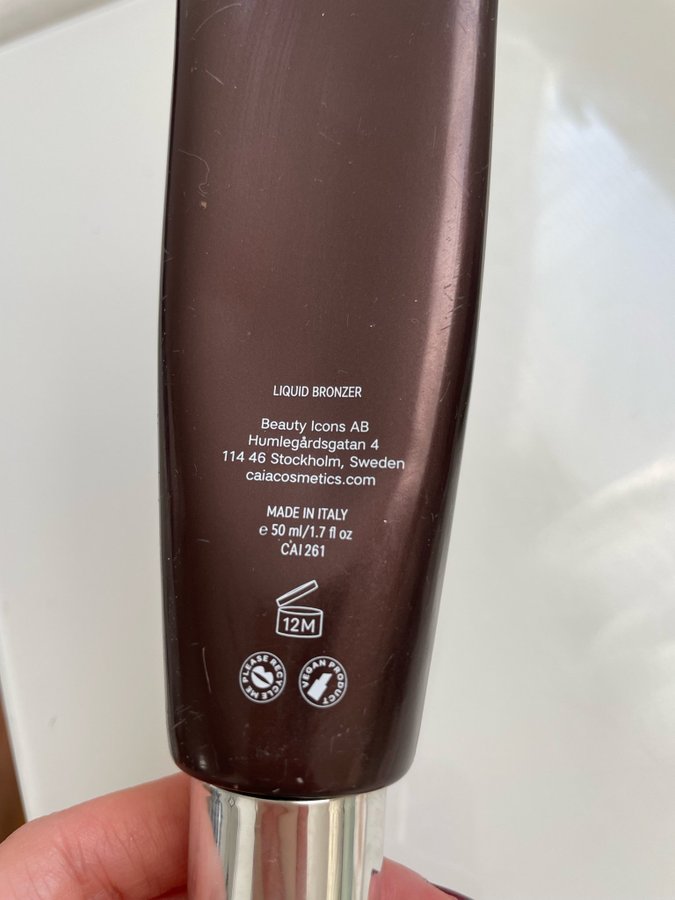 LIQUID BRONZER
Beauty Icons AB
Humlegårdsgatan 4
114 46 Stockholm, Sweden
caiacosmetics.com
MADE IN ITALY
e 50 ml/1.7 fl oz
CAI 261
12M
PLEASE RECYCLE ME
VEGAN PRODUCT